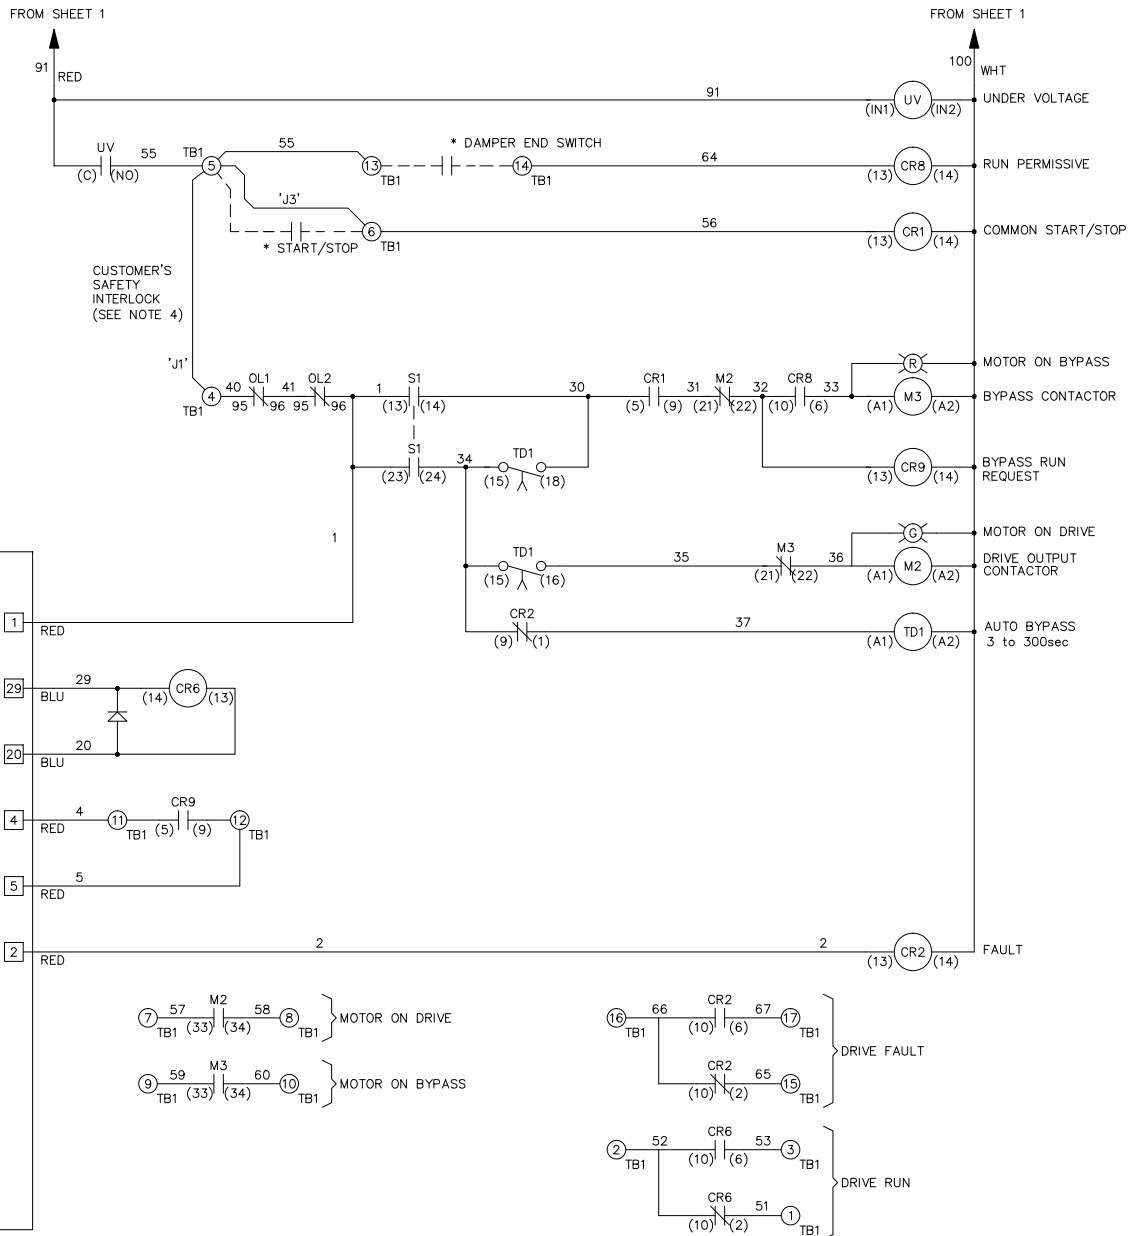 FROM SHEET 1
FROM SHEET 1
91
RED
100
WHT
91
(IN1)
UV
(IN2)
UNDER VOLTAGE
UV
(C)
(NO)
55
TB1
5
55
13
TB1
* DAMPER END SWITCH
14
TB1
64
(13)
CR8
(14)
RUN PERMISSIVE
'J3'
* START/STOP
6
TB1
56
(13)
CR1
(14)
COMMON START/STOP
CUSTOMER'S
SAFETY
INTERLOCK
(SEE NOTE 4)
'J1'
4
TB1
40
OL1
95
96
41
OL2
95
96
1
S1
(13)
(14)
30
CR1
(5)
(9)
31
M2
(21)
(22)
32
CR8
(10)
(6)
33
R
MOTOR ON BYPASS
(A1)
M3
(A2)
BYPASS CONTACTOR
S1
(23)
(24)
34
TD1
(15)
(18)
(13)
CR9
(14)
BYPASS RUN
REQUEST
1
TD1
(15)
(16)
35
M3
(21)
(22)
36
G
MOTOR ON DRIVE
(A1)
M2
(A2)
DRIVE OUTPUT
CONTACTOR
CR2
(9)
(1)
37
(A1)
TD1
(A2)
AUTO BYPASS
3 to 300sec
1
RED
29
BLU
29
(14)
CR6
(13)
20
BLU
20
4
RED
4
11
TB1
CR9
(5)
(9)
12
TB1
5
RED
5
2
RED
2
2
(13)
CR2
(14)
FAULT
7
TB1
57
M2
(33)
(34)
58
8
TB1
MOTOR ON DRIVE
9
TB1
59
M3
(33)
(34)
60
10
TB1
MOTOR ON BYPASS
16
TB1
66
CR2
(10)
(6)
67
17
TB1
CR2
(10)
(2)
65
15
TB1
DRIVE FAULT
2
TB1
52
CR6
(10)
(6)
53
3
TB1
CR6
(10)
(2)
51
1
TB1
DRIVE RUN